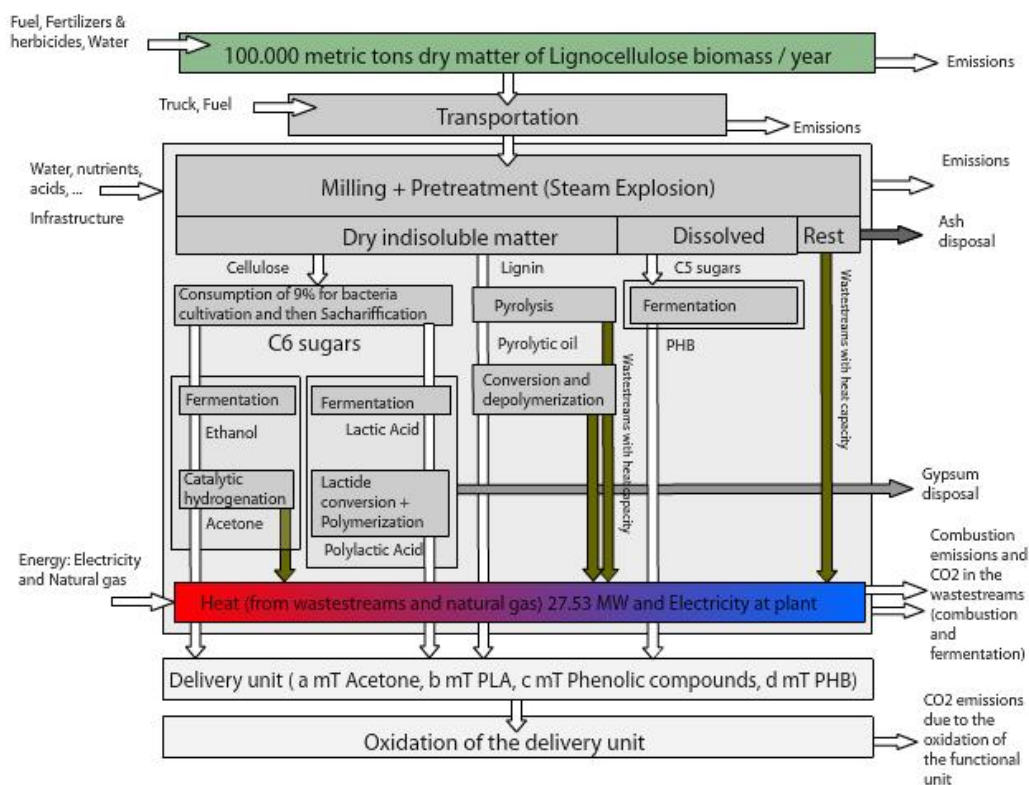 Fuel, Fertilizers &
herbicides, Water
100.000 metric tons dry matter of Lignocellulose biomass / year
Emissions
Truck, Fuel
Transportation
Emissions
Water, nutrients,
acids, ...
Infrastructure
Milling + Pretreatment (Steam Explosion)
Emissions
Dry indisoluble matter
Dissolved
Rest
Ash
disposal
Cellulose
Lignin
C5 sugars
Consumption of 9% for bacteria
cultivation and then Sachariffication
Pyrolysis
Fermentation
C6 sugars
Pyrolytic oil
PHB
Wastestreams with heat capacity
Wastestreams with heat capacity
Conversion and
depolymerization
Fermentation
Ethanol
Fermentation
Lactic Acid
Catalytic
hydrogenation
Acetone
Lactide
conversion +
Polymerization
Polylactic Acid
Gypsum
disposal
Energy: Electricity
and Natural gas
Heat (from wastestreams and natural gas) 27.53 MW and Electricity at plant
Combustion
emissions and
CO2 in the
wastestreams
(combustion
and
fermentation)
Delivery unit ( a mT Acetone, b mT PLA, c mT Phenolic compounds, d mT PHB)
Oxidation of the delivery unit
CO2 emissions
due to the
oxidation of
the functional
unit